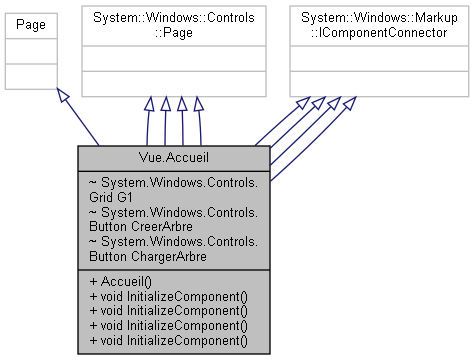 Page
System::Windows::Controls
::Page
System::Windows::Markup
::IComponentConnector
Vue.Accueil
~ System.Windows.Controls.
Grid G1
~ System.Windows.Controls.
Button CreerArbre
~ System.Windows.Controls.
Button ChargerArbre
+ Accueil()
+ void InitializeComponent()
+ void InitializeComponent()
+ void InitializeComponent()
+ void InitializeComponent()